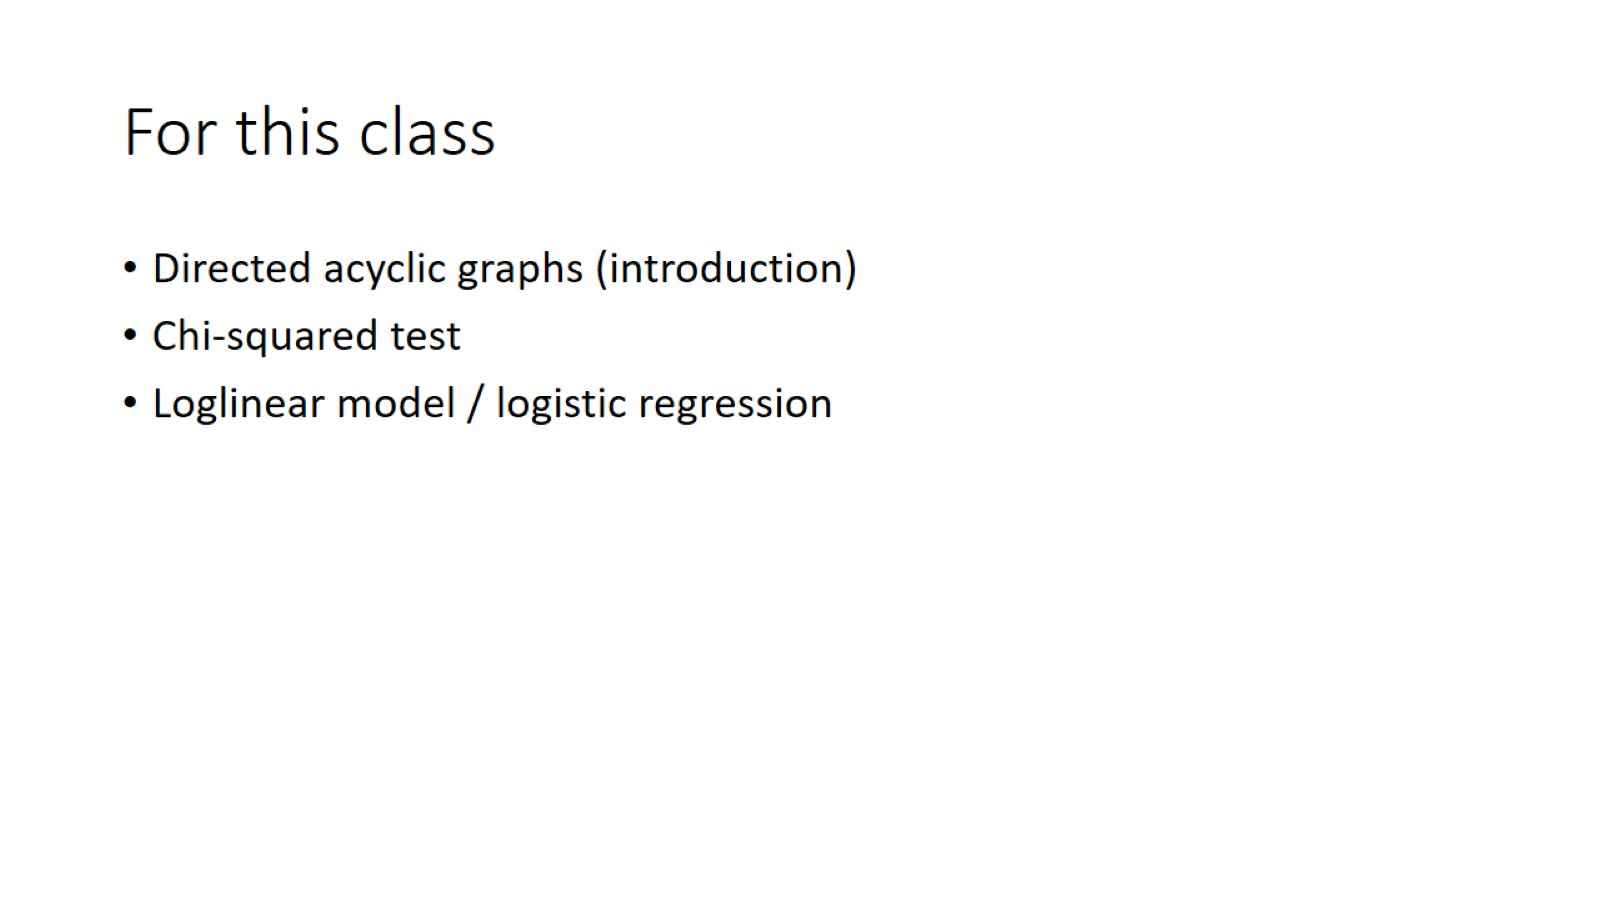 For this class
• Directed acyclic graphs (introduction)
• Chi-squared test
• Loglinear model / logistic regression